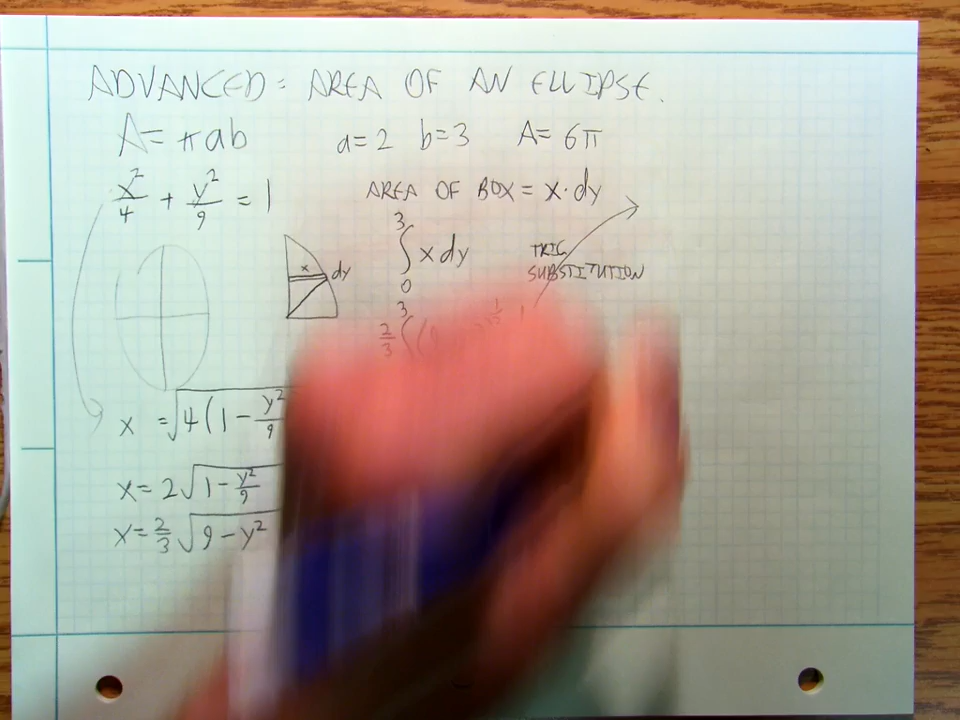 ADVANCED: AREA OF AN ELLIPSE.
A = πab a=2 b=3 A= 6π
x²/4 + y²/9 = 1
AREA OF BOX = x·dy
x dy
3
∫ x dy
0
TRIG
SUBSTITUTION
3
2/3 ∫ (
x = √4(1 - y²/9
x = 2√1 - y²/9
x = 2/3 √9 - y²